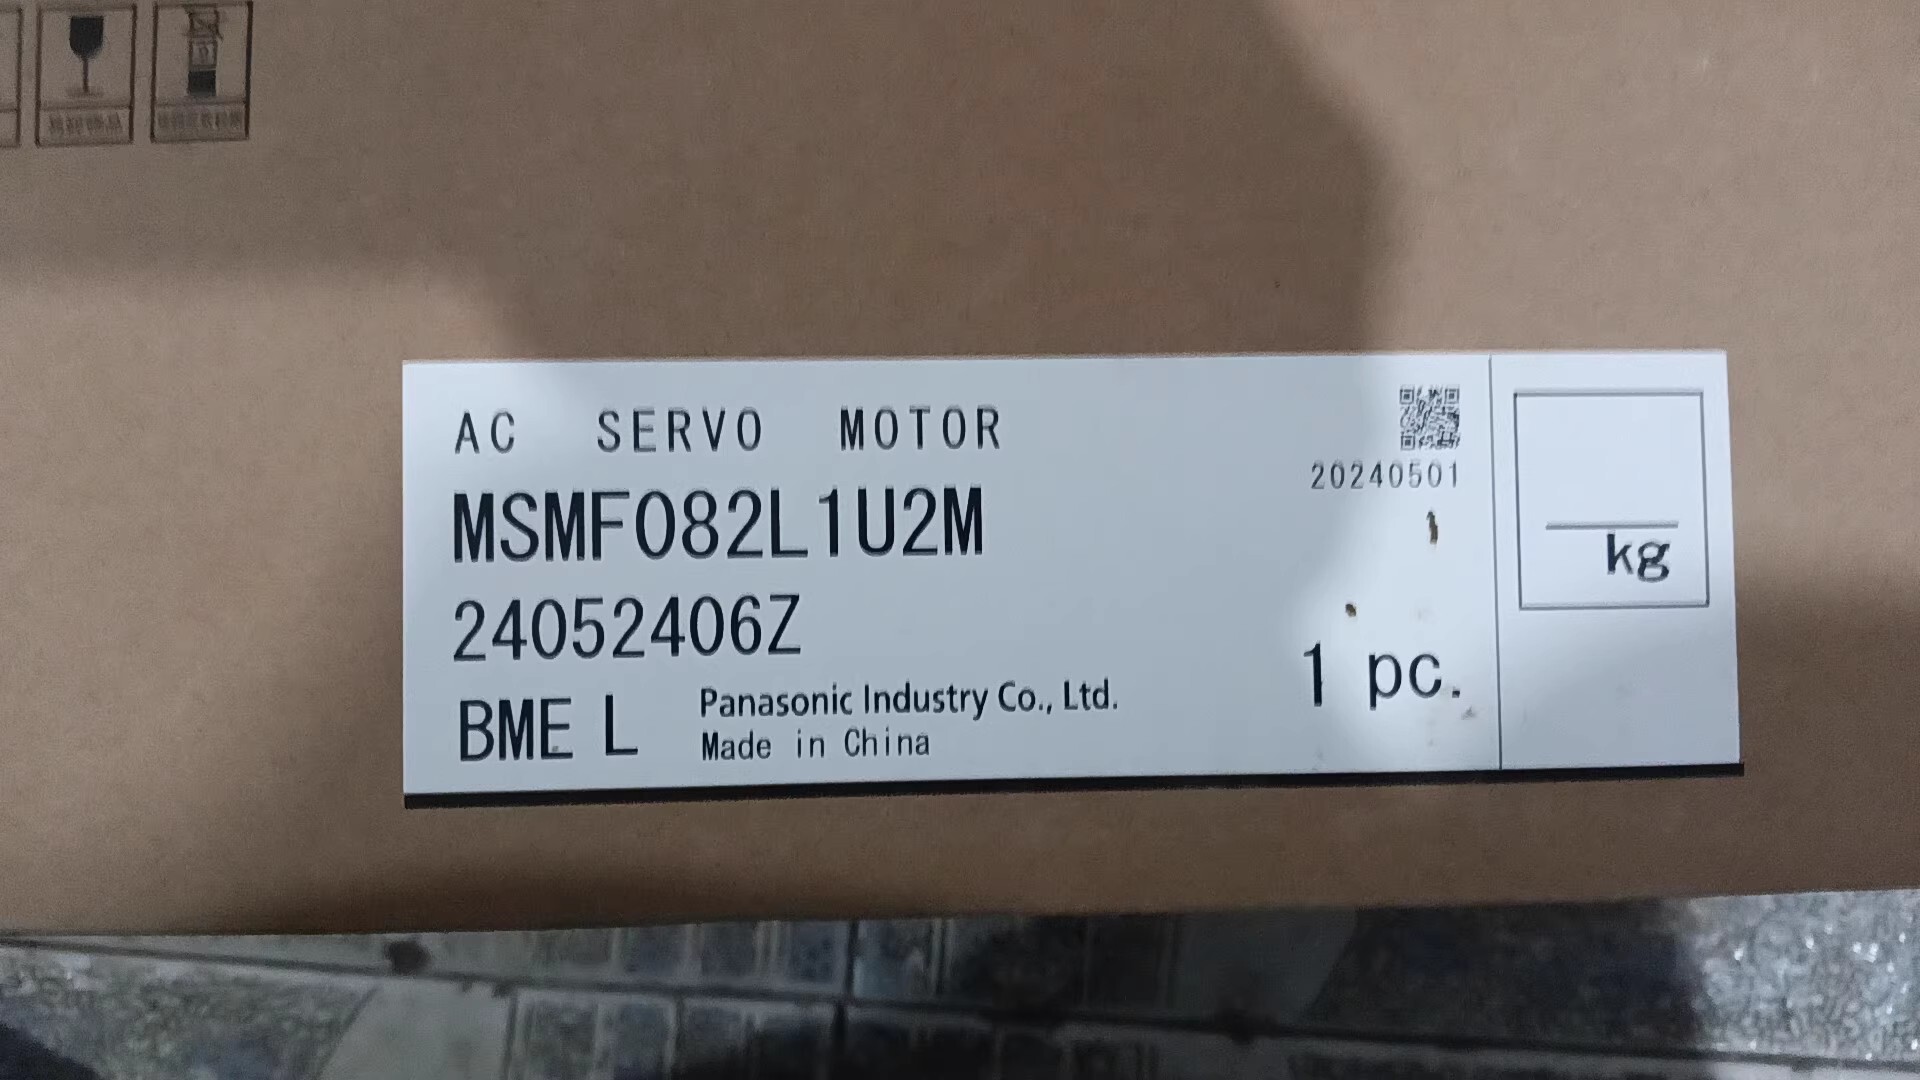 AC SERVO MOTOR
20240501
MSMF082L1U2M
24052406Z
1 pc.
BME L
Panasonic Industry Co., Ltd.
Made in China
kg